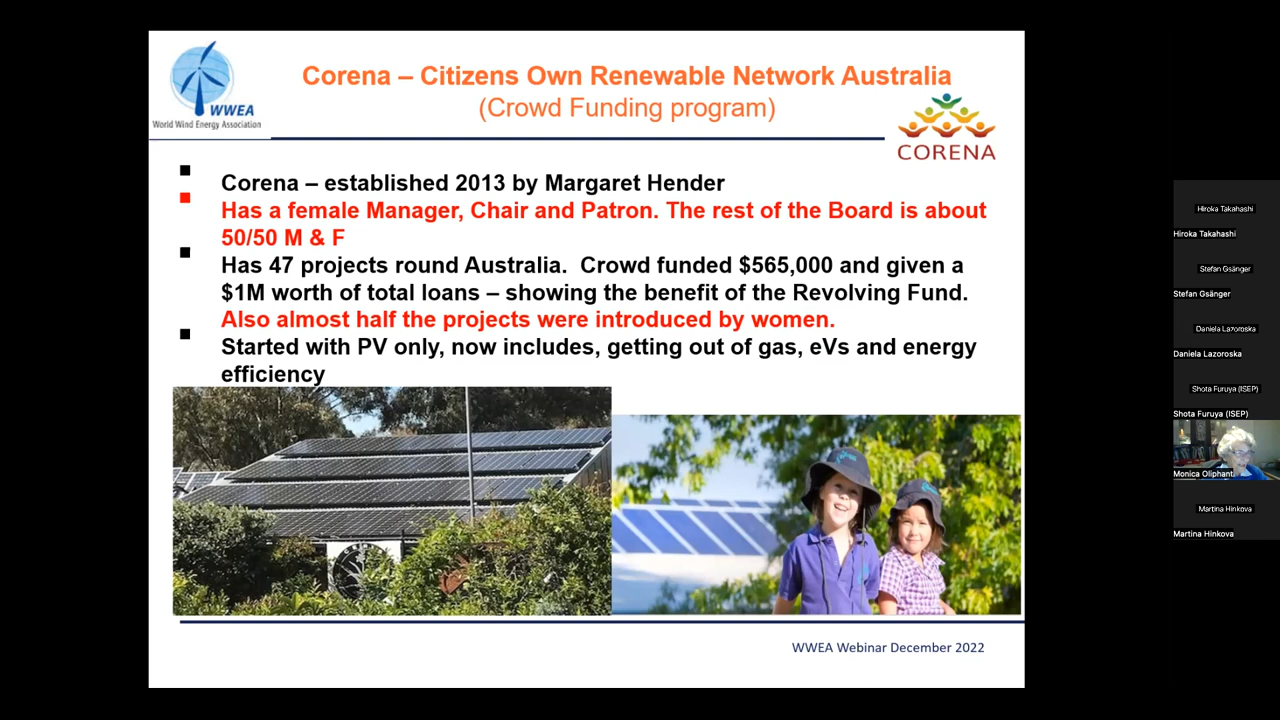 Corena – Citizens Own Renewable Network Australia
(Crowd Funding program)
WWEA
World Wind Energy Association
CORENA
Corena – established 2013 by Margaret Hender
Has a female Manager, Chair and Patron. The rest of the Board is about
50/50 M & F
Has 47 projects round Australia.  Crowd funded $565,000 and given a
$1M worth of total loans – showing the benefit of the Revolving Fund.
Also almost half the projects were introduced by women.
Started with PV only, now includes, getting out of gas, eVs and energy
efficiency
WWEA Webinar December 2022
Hiroka Takahashi
Hiroka Takahashi
Stefan Gsänger
Stefan Gsänger
Daniela Lazoroska
Daniela Lazoroska
Shota Furuya (ISEP)
Shota Furuya (ISEP)
Monica Oliphant
Martina Hinkova
Martina Hinkova